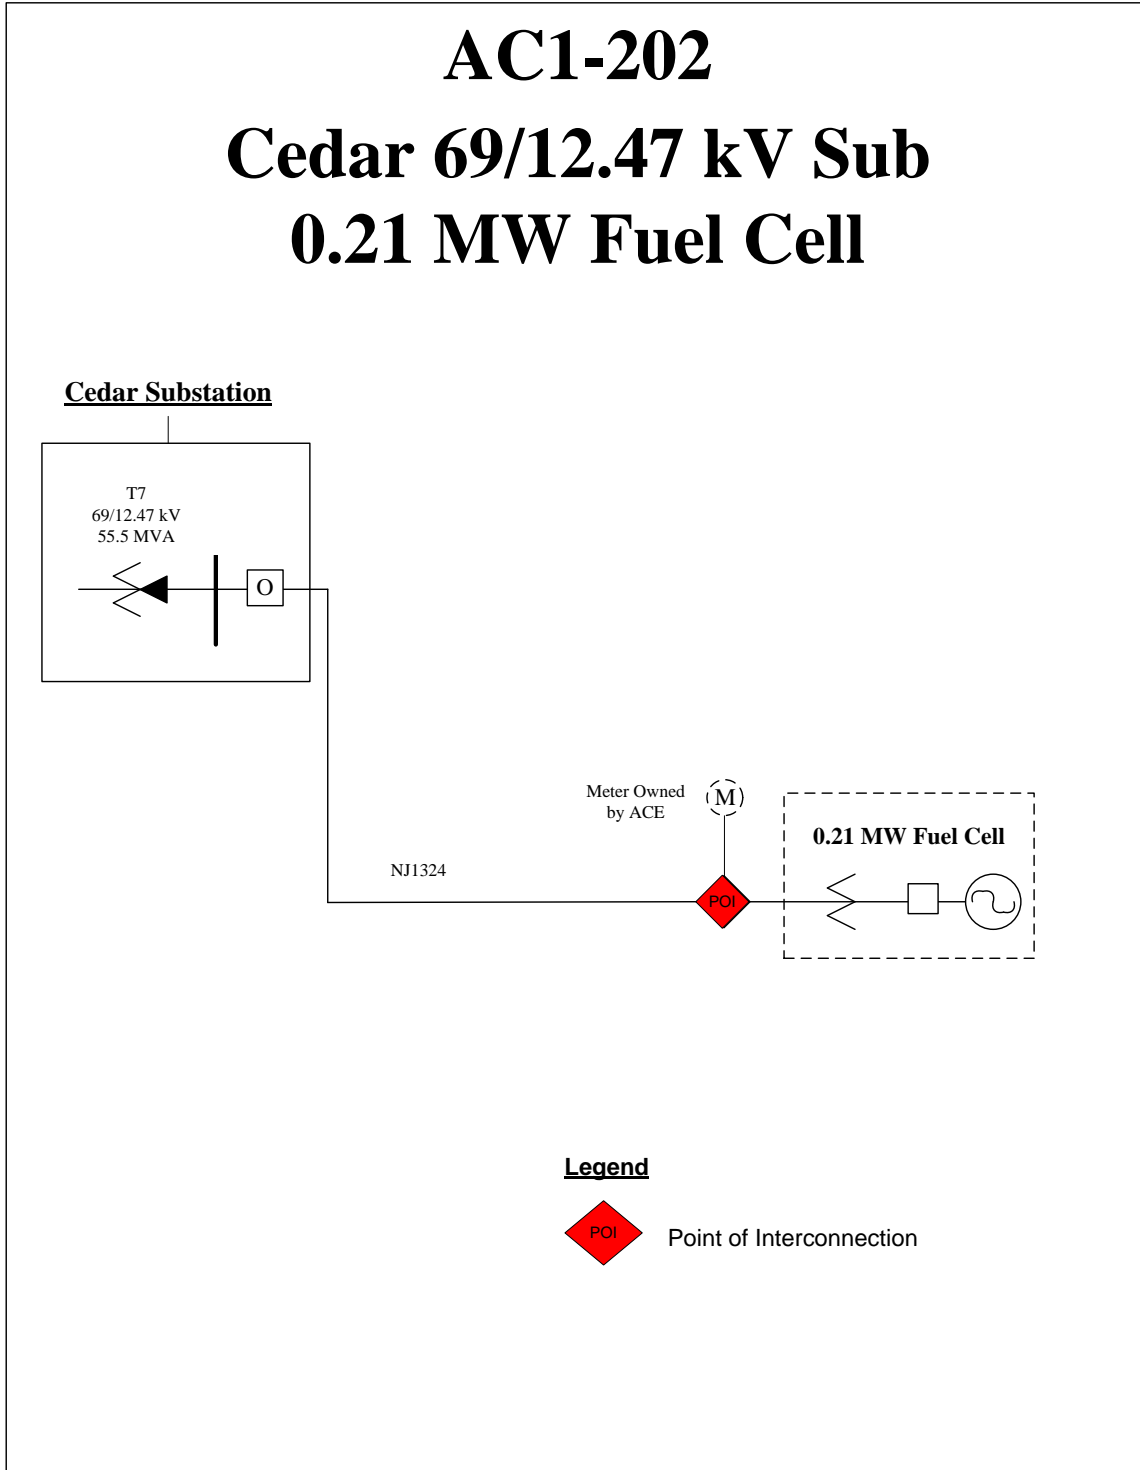 AC1-202
Cedar 69/12.47 kV Sub
0.21 MW Fuel Cell
Cedar Substation
T7
69/12.47 kV
55.5 MVA
O
Meter Owned
by ACE
M
0.21 MW Fuel Cell
NJ1324
POI
Legend
POI
Point of Interconnection